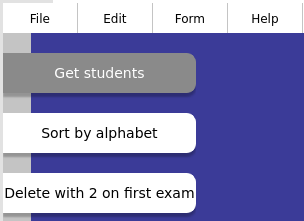 File Edit Form Help
Get students
Sort by alphabet
Delete with 2 on first exam